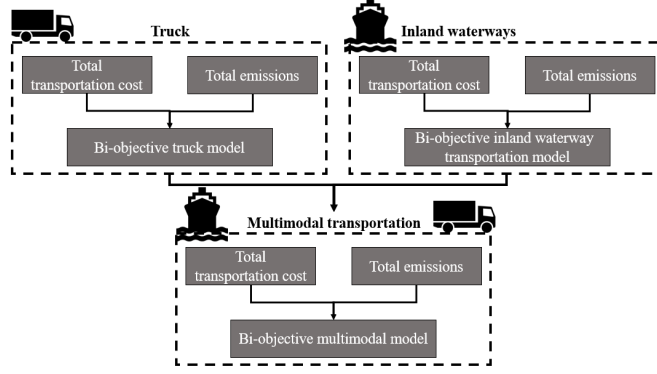 Truck
Total
transportation cost
Total emissions
Bi-objective truck model
Inland waterways
Total
transportation cost
Total emissions
Bi-objective inland waterway
transportation model
Multimodal transportation
Total
transportation cost
Total emissions
Bi-objective multimodal model